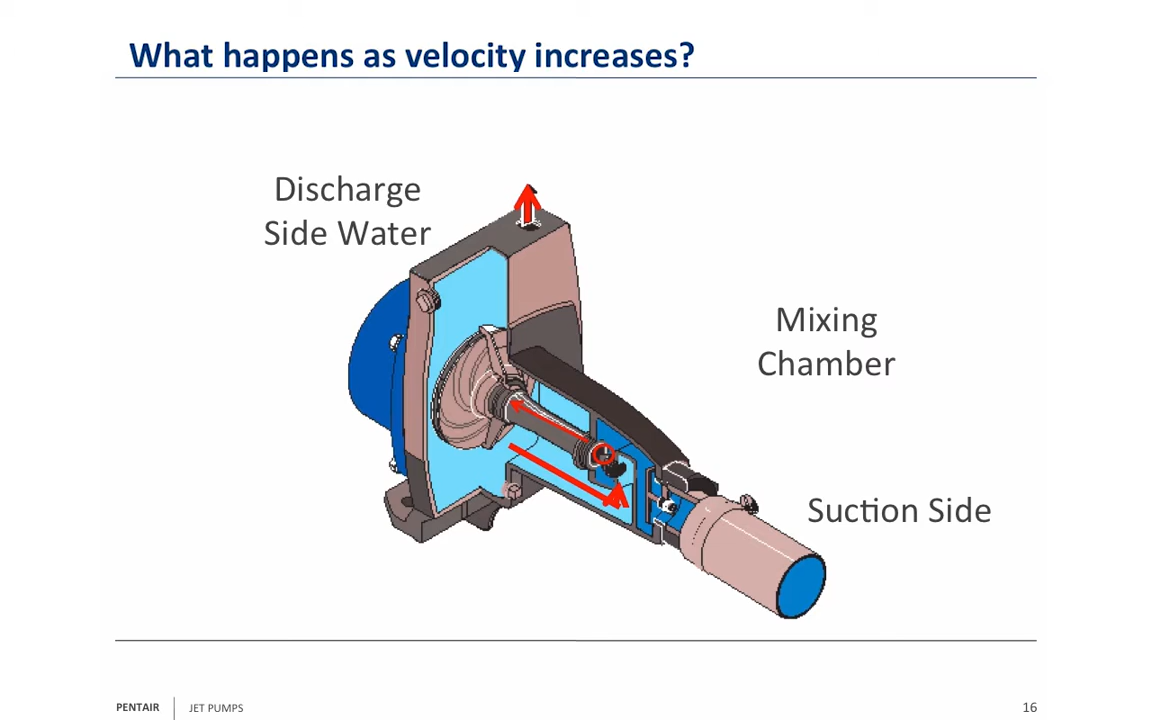 What happens as velocity increases?
Discharge
Side Water
Mixing
Chamber
Suction Side
PENTAIR
JET PUMPS
16